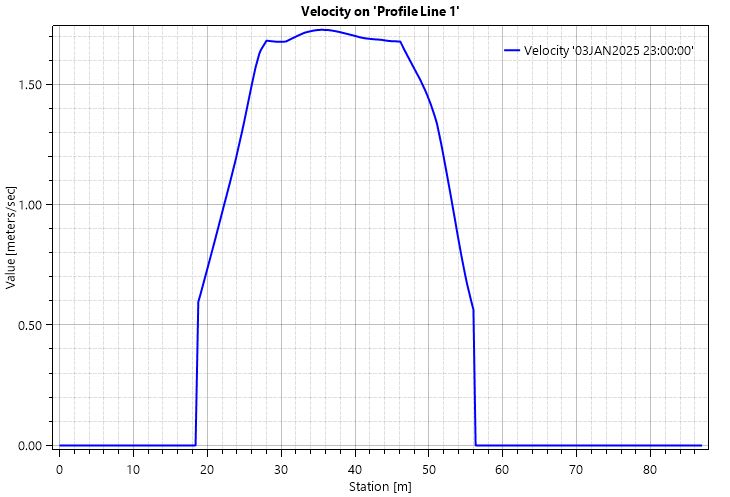 Velocity on 'Profile Line 1'
Velocity '03JAN2025 23:00:00'
Value [meters/sec]
1.50
1.00
0.50
0.00
0 10 20 30 40 50 60 70 80
Station [m]